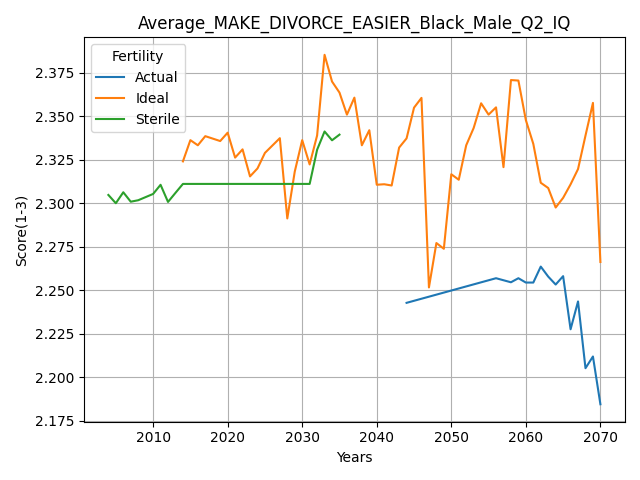 Average_MAKE_DIVORCE_EASIER_Black_Male_Q2_IQ
Fertility
Actual
Ideal
Sterile
Score(1-3)
2.375
2.350
2.325
2.300
2.275
2.250
2.225
2.200
2.175
2010 2020 2030 2040 2050 2060 2070
Years